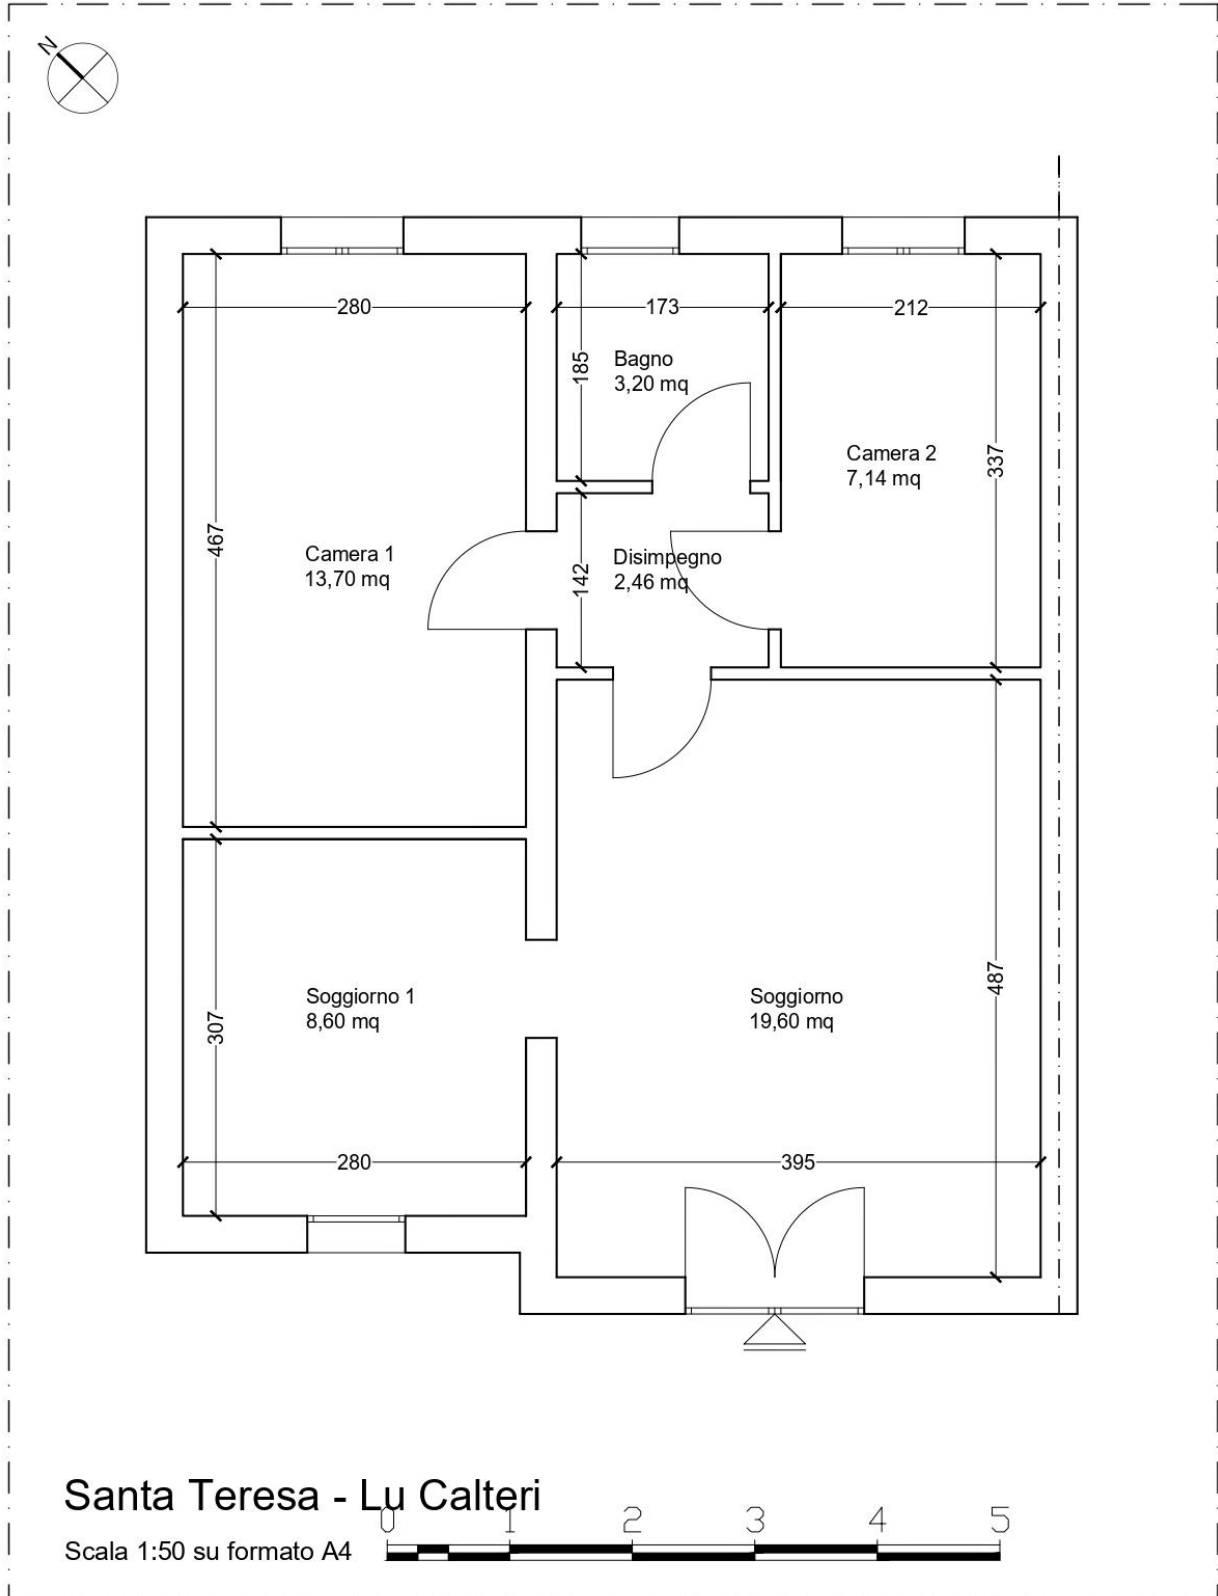 N
280
173
212
185
Bagno
3,20 mq
Camera 2
7,14 mq
337
467
Camera 1
13,70 mq
142
Disimpegno
2,46 mq
Soggiorno 1
8,60 mq
Soggiorno
19,60 mq
487
307
280
395
Santa Teresa - Lu Calteri
0 1 2 3 4 5
Scala 1:50 su formato A4